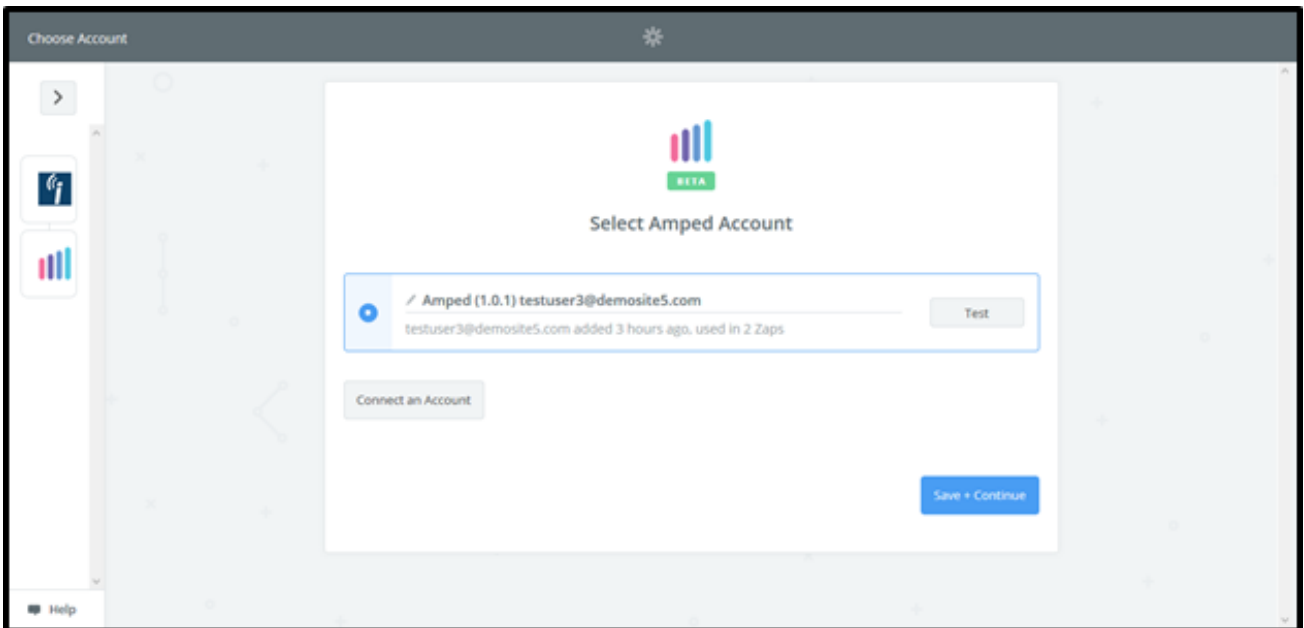 Choose Account
BETA
Select Amped Account
Amped (1.0.1) testuser3@demosite5.com
testuser3@demosite5.com added 3 hours ago, used in 2 Zaps
Test
Connect an Account
Save + Continue
Help